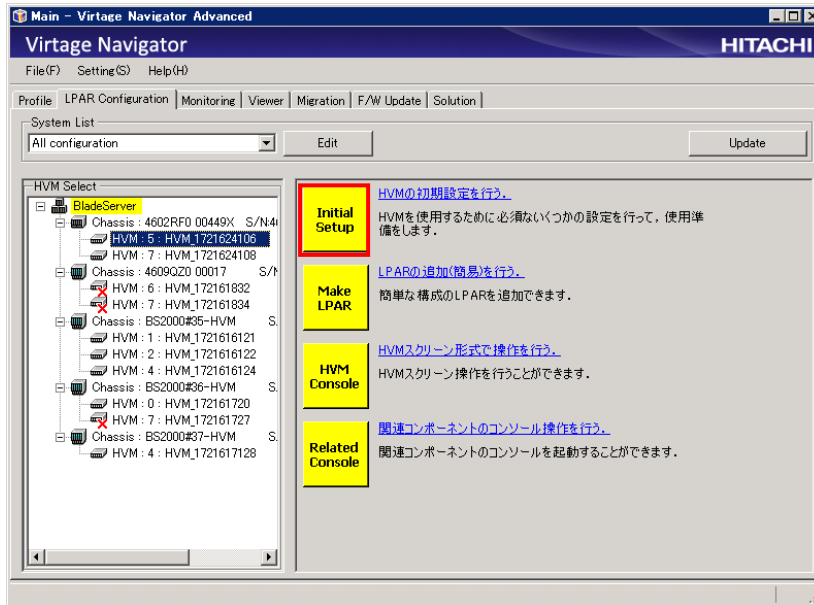 Main - Virtage Navigator Advanced
Virtage Navigator
HITACHI
File(F) Setting(S) Help(H)
Profile LPAR Configuration Monitoring Viewer Migration F/W Update Solution
System List
All configuration
Edit
Update
HVM Select
BladeServer
Chassis : 4602RF0 00449X S/N:4
HVM : 5 : HVM_1721624106
HVM : 7 : HVM_1721624108
Chassis : 4609QZ0 00017 S/
HVM : 6 : HVM_172161832
HVM : 7 : HVM_172161834
Chassis : BS2000#35-HVM S.
HVM : 1 : HVM_1721616121
HVM : 2 : HVM_1721616122
HVM : 4 : HVM_1721616124
Chassis : BS2000#36-HVM S.
HVM : 0 : HVM_172161720
HVM : 7 : HVM_172161727
Chassis : BS2000#37-HVM S.
HVM : 4 : HVM_1721617128
Initial
Setup
HVMの初期設定を行う.
HVMを使用するために必須ないくつかの設定を行って, 使用準
備をします.
Make
LPAR
LPARの追加(簡易)を行う.
簡単な構成のLPARを追加できます.
HVM
Console
HVMスクリーン形式で操作を行う.
HVMスクリーン操作を行うことができます.
Related
Console
関連コンポーネントのコンソール操作を行う.
関連コンポーネントのコンソールを起動することができます.